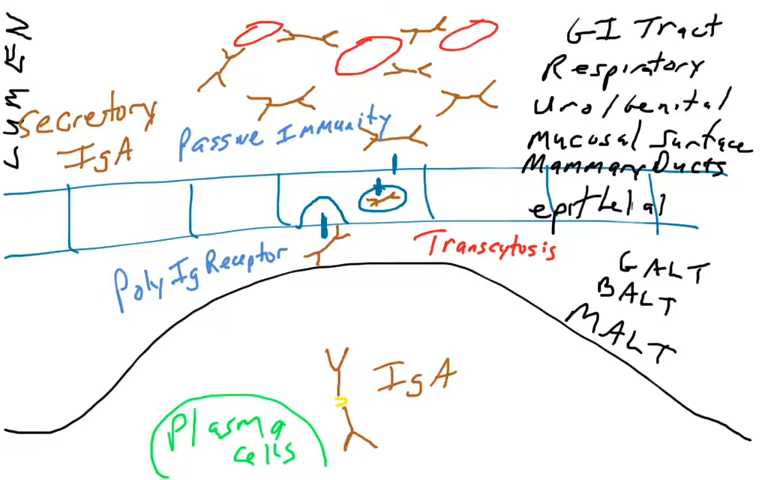 LUMEN
Secretory
IgA
Passive Immunity
GI Tract
Respiratory
Uro/Genital
Mucosal Surface
Mammary Ducts
epithelial
Poly Ig Receptor
Transcytosis
GALT
BALT
MALT
IgA
Plasma
cells